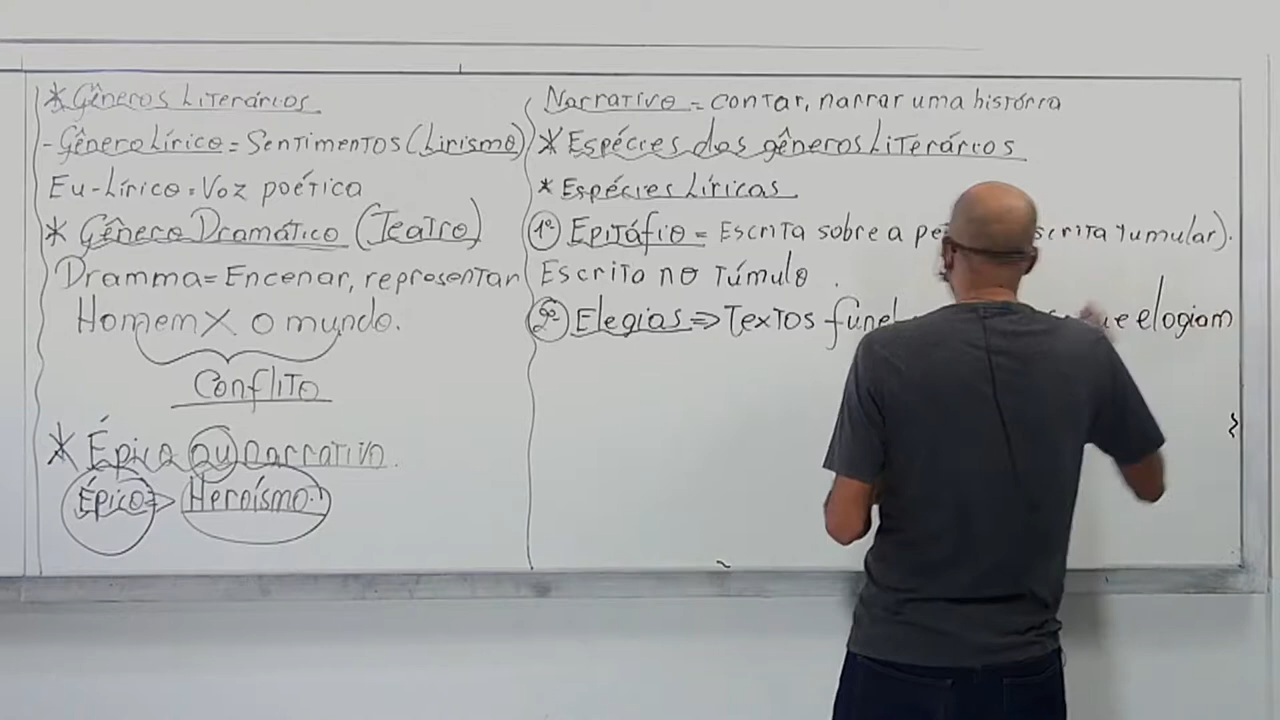 * Gêneros Literários
- Gênero Lírico = Sentimentos (Lirismo)
Eu-Lírico = Voz poética
* Gênero Dramático (Teatro)
Dramma = Encenar, representar
Homem X o mundo.
Conflito
* Épico ou narrativo.
Épico => Heroísmo.
Narrativo = contar, narrar uma história
* Espécies dos gêneros Literários
* Espécies Líricas
1º Epitáfio = Escrita sobre a tumular).
Escrito no túmulo.
2º Elegias => Textos elogiam